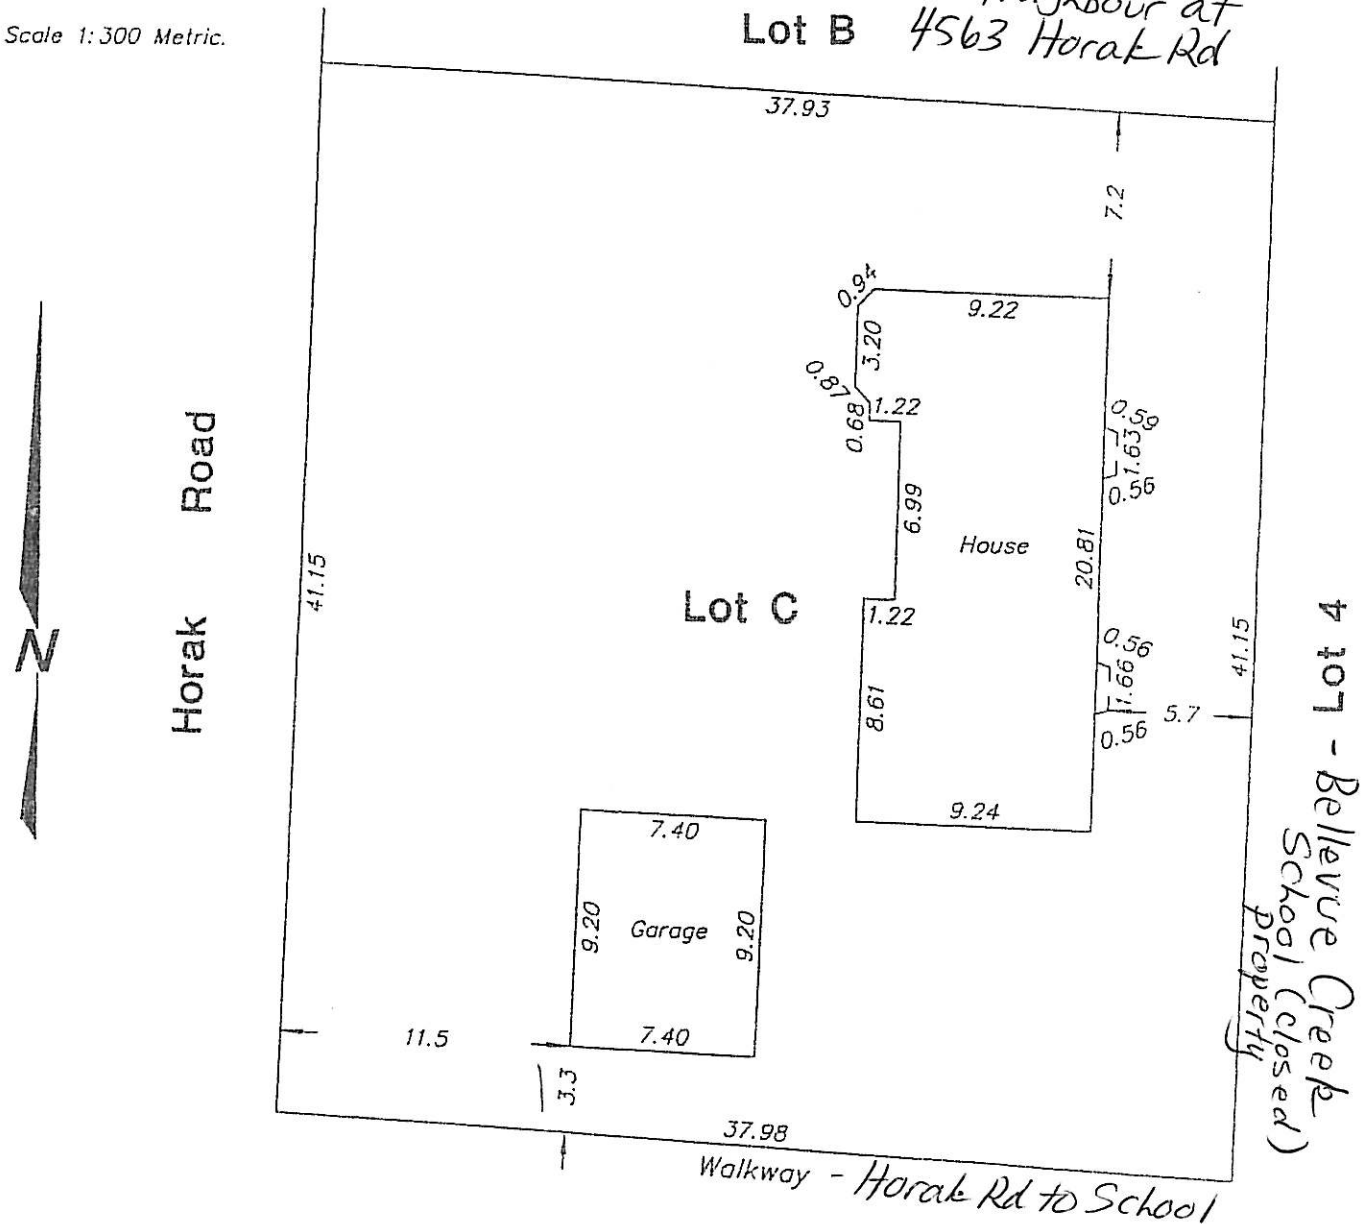 Scale 1:300 Metric.
Lot B
Neighbour at
4563 Horak Rd
37.93
7.2
0.94
9.22
3.20
0.87
1.22
0.68
0.59
1.63
0.56
6.99
House
20.81
Horak Road
41.15
N
Lot C
1.22
0.56
1.66
0.56
5.7
41.15
8.61
9.24
Lot 4 - Bellevue Creek
School (closed)
property
7.40
9.20
Garage
9.20
7.40
11.5
3.3
37.98
Walkway - Horak Rd to School